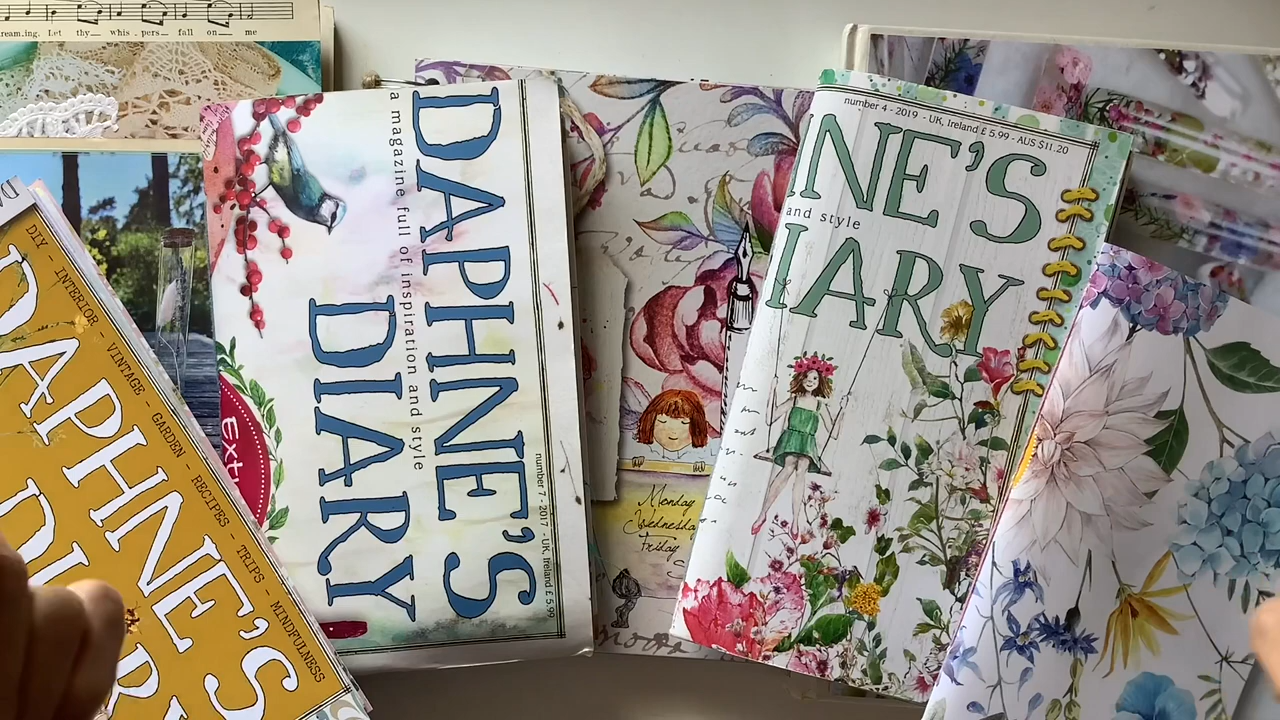 Let thy whis - pers fall on me
DIY - INTERIOR - VINTAGE - GARDEN - RECIPES - TRIPS - MINDFULNESS
DAPHNE'S
a magazine full of inspiration and style
DAPHNE'S
DIARY
number 7 - 2017 - UK, Ireland £ 5.99
Ext
Monday
Wednesday
Friday
number 4 - 2019 - UK, Ireland £ 5.99 - AUS $11.20
NE'S
and style
IARY